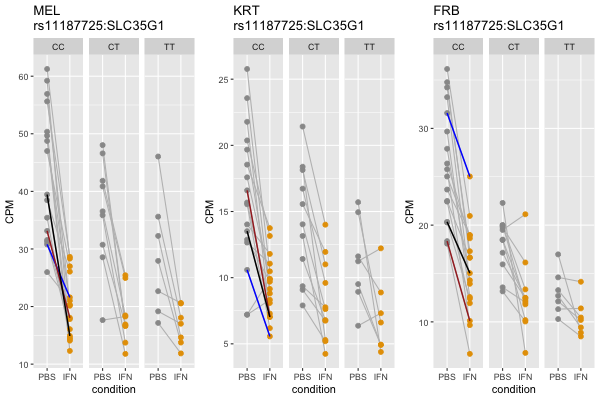 MEL
rs11187725:SLC35G1
CC CT TT
60
50
40
30
20
10
CPM
PBS IFN PBS IFN PBS IFN
condition
KRT
rs11187725:SLC35G1
CC CT TT
25
20
15
10
5
CPM
PBS IFN PBS IFN PBS IFN
condition
FRB
rs11187725:SLC35G1
CC CT TT
30
20
10
CPM
PBS IFN PBS IFN PBS IFN
condition